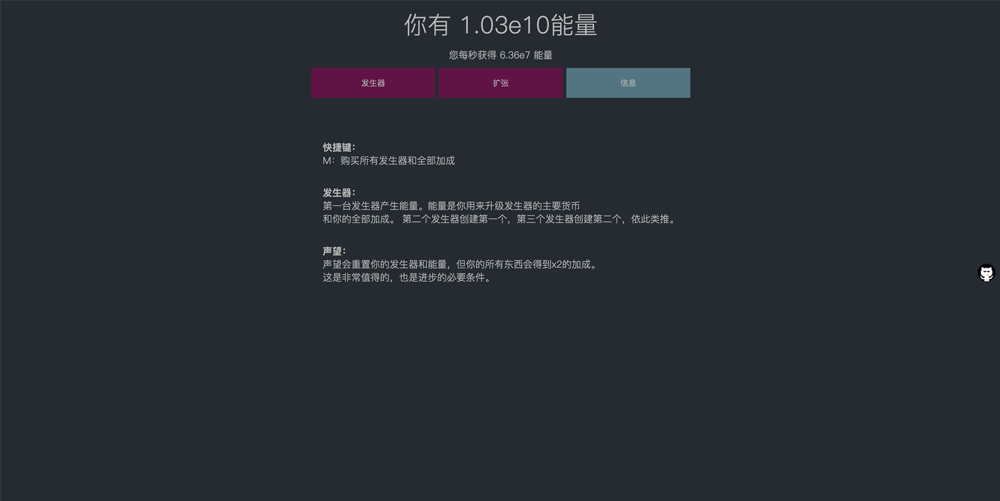 你有 1.03e10能量
您每秒获得 6.36e7 能量
发生器
扩张
信息
快捷键：
M：购买所有发生器和全部加成
发生器：
第一台发生器产生能量。能量是你用来升级发生器的主要货币
和你的全部加成。 第二个发生器创建第一个，第三个发生器创建第二个，依此类推。
声望：
声望会重置你的发生器和能量，但你的所有东西会得到x2的加成。
这是非常值得的，也是进步的必要条件。